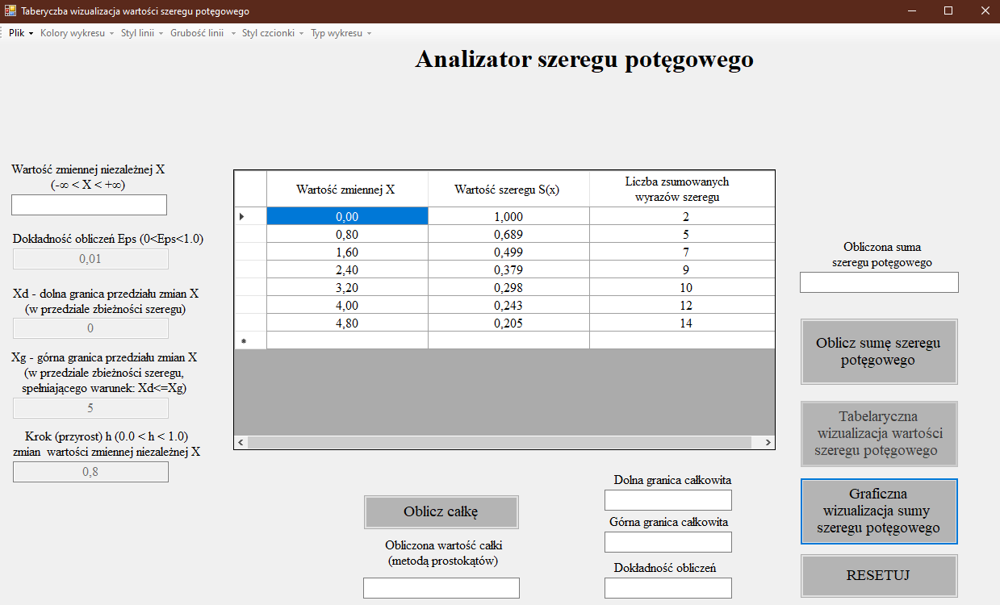 Taberyczba wizualizacja wartości szeregu potęgowego
Plik Kolory wykresu Styl linii Grubość linii Styl czcionki Typ wykresu
Analizator szeregu potęgowego
Wartość zmiennej niezależnej X
(-∞ < X < +∞)
Dokładność obliczeń Eps (0<Eps<1.0)
0,01
Xd - dolna granica przedziału zmian X
(w przedziale zbieżności szeregu)
0
Xg - górna granica przedziału zmian X
(w przedziale zbieżności szeregu,
spełniającego warunek: Xd<=Xg)
5
Krok (przyrost) h (0.0 < h < 1.0)
zmian wartości zmiennej niezależnej X
0,8
Wartość zmiennej X Wartość szeregu S(x) Liczba zsumowanych
wyrazów szeregu
0,00 1,000 2
0,80 0,689 5
1,60 0,499 7
2,40 0,379 9
3,20 0,298 10
4,00 0,243 12
4,80 0,205 14
Oblicz całkę
Obliczona wartość całki
(metodą prostokątów)
Dolna granica całkowita
Górna granica całkowita
Dokładność obliczeń
Obliczona suma
szeregu potęgowego
Oblicz sumę szeregu
potęgowego
Tabelaryczna
wizualizacja wartości
szeregu potęgowego
Graficzna
wizualizacja sumy
szeregu potęgowego
RESETUJ